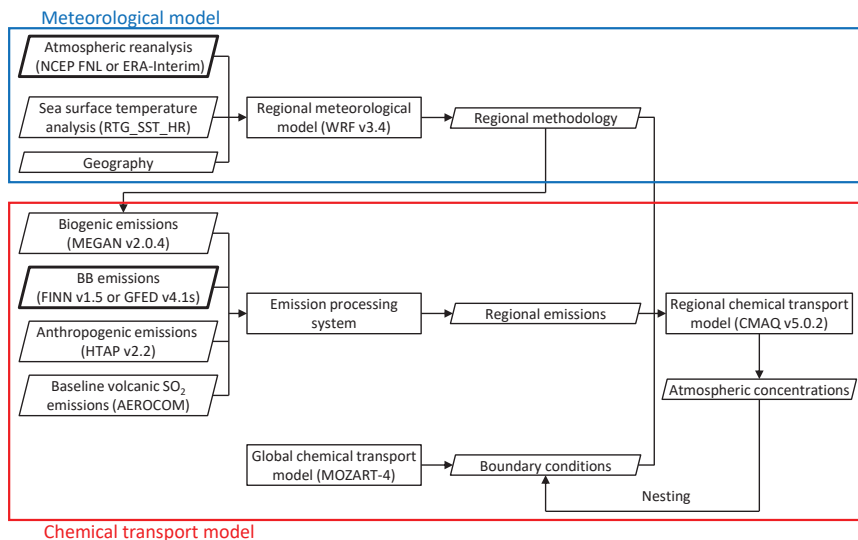 Meteorological model
Atmospheric reanalysis
(NCEP FNL or ERA-Interim)
Sea surface temperature
analysis (RTG_SST_HR)
Geography
Regional meteorological
model (WRF v3.4)
Regional methodology
Biogenic emissions
(MEGAN v2.0.4)
BB emissions
(FINN v1.5 or GFED v4.1s)
Anthropogenic emissions
(HTAP v2.2)
Baseline volcanic SO₂
emissions (AEROCOM)
Emission processing
system
Regional emissions
Regional chemical transport
model (CMAQ v5.0.2)
Atmospheric concentrations
Global chemical transport
model (MOZART-4)
Boundary conditions
Nesting
Chemical transport model